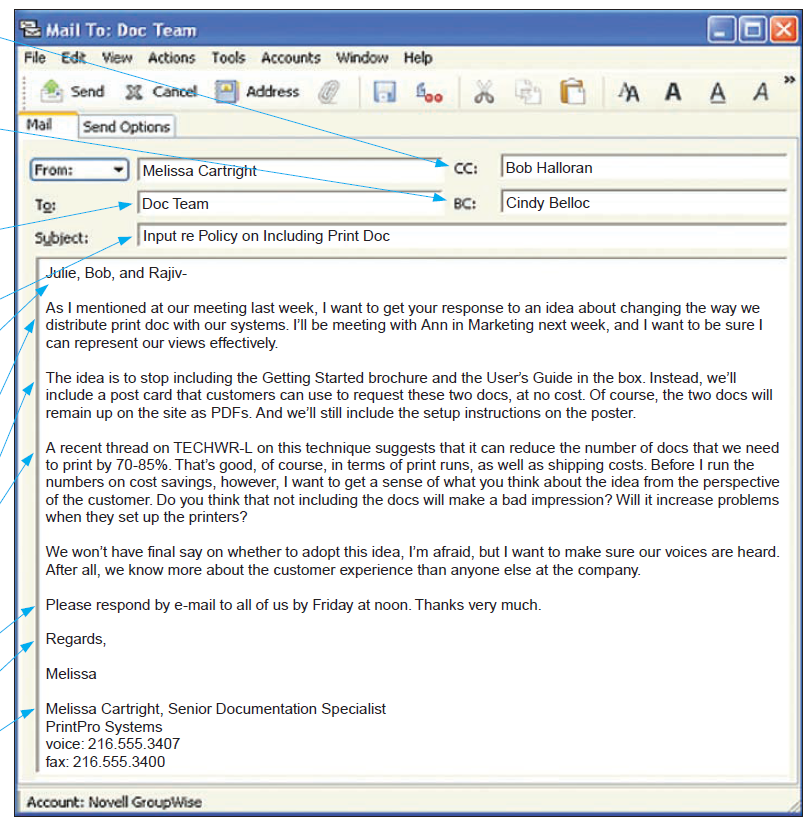 Mail To: Doc Team
File Edit View Actions Tools Accounts Window Help
Send Cancel Address A A A A »
Mail Send Options
From: Melissa Cartright CC: Bob Halloran
To: Doc Team BC: Cindy Belloc
Subject: Input re Policy on Including Print Doc
Julie, Bob, and Rajiv-
As I mentioned at our meeting last week, I want to get your response to an idea about changing the way we
distribute print doc with our systems. I'll be meeting with Ann in Marketing next week, and I want to be sure I
can represent our views effectively.
The idea is to stop including the Getting Started brochure and the User's Guide in the box. Instead, we'll
include a post card that customers can use to request these two docs, at no cost. Of course, the two docs will
remain up on the site as PDFs. And we'll still include the setup instructions on the poster.
A recent thread on TECHWR-L on this technique suggests that it can reduce the number of docs that we need
to print by 70-85%. That's good, of course, in terms of print runs, as well as shipping costs. Before I run the
numbers on cost savings, however, I want to get a sense of what you think about the idea from the perspective
of the customer. Do you think that not including the docs will make a bad impression? Will it increase problems
when they set up the printers?
We won't have final say on whether to adopt this idea, I'm afraid, but I want to make sure our voices are heard.
After all, we know more about the customer experience than anyone else at the company.
Please respond by e-mail to all of us by Friday at noon. Thanks very much.
Regards,
Melissa
Melissa Cartright, Senior Documentation Specialist
PrintPro Systems
voice: 216.555.3407
fax: 216.555.3400
Account: Novell GroupWise